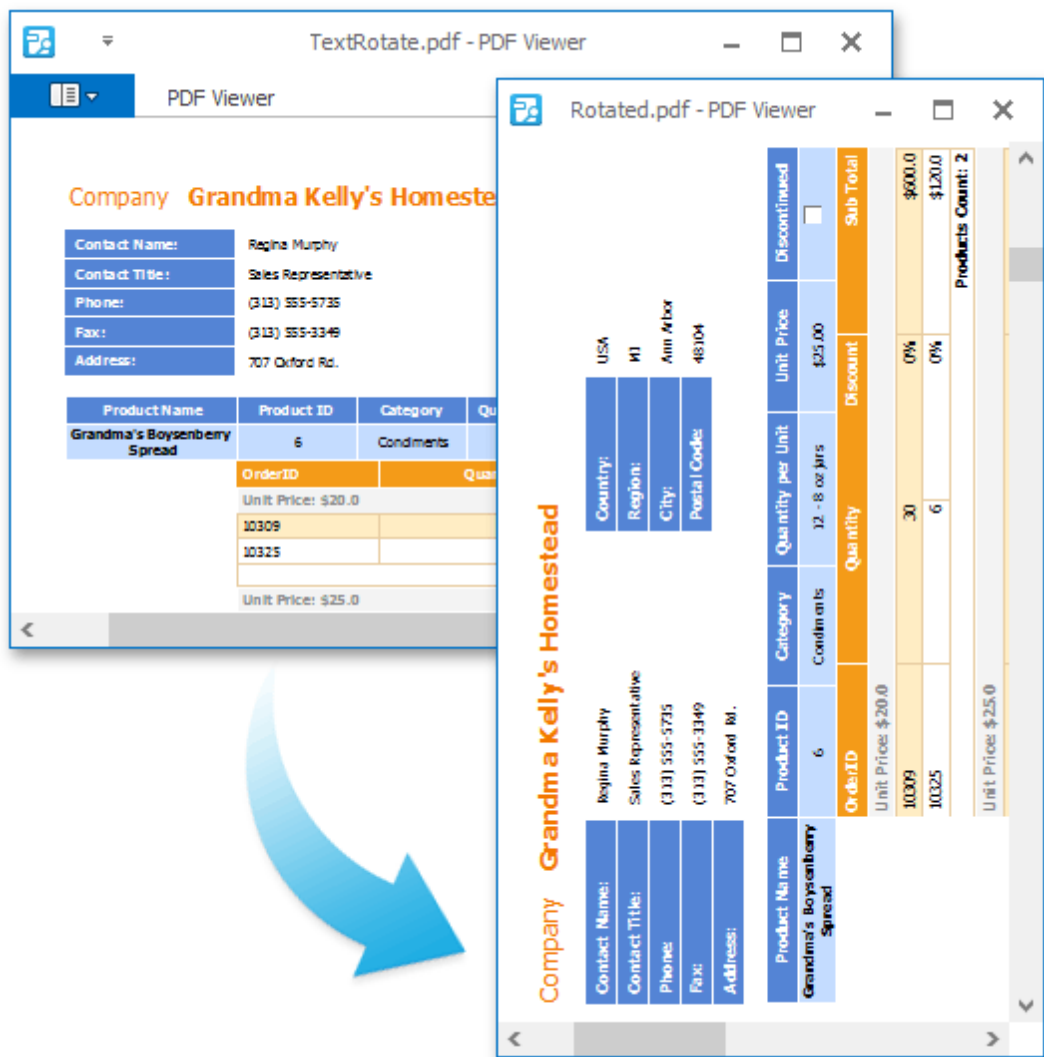 TextRotate.pdf - PDF Viewer
PDF Viewer
Company Grandma Kelly's Homeste
Contact Name: Regina Murphy
Contact Title: Sales Representative
Phone: (313) 555-5735
Fax: (313) 555-3349
Address: 707 Oxford Rd.
Product Name Product ID Category Qu
Grandma's Boysenberry
Spread
6 Condiments
OrderID Quan
Unit Price: $20.0
10309
10325
Unit Price: $25.0
Rotated.pdf - PDF Viewer
Company Grandma Kelly's Homestead
Contact Name: Regina Murphy Country: USA
Contact Title: Sales Representative Region: MI
Phone: (313) 555-5735 City: Ann Arbor
Fax: (313) 555-3349 Postal Code: 48104
Address: 707 Oxford Rd.
Product Name Product ID Category Quantity per Unit Unit Price Discontinued
Grandma's Boysenberry
Spread
6 Condiments 12 - 8 oz jars $25.00
OrderID Quantity Discount Sub Total
Unit Price: $20.0
10309 30 0% $600.0
10325 6 0% $120.0
Products Count: 2
Unit Price: $25.0